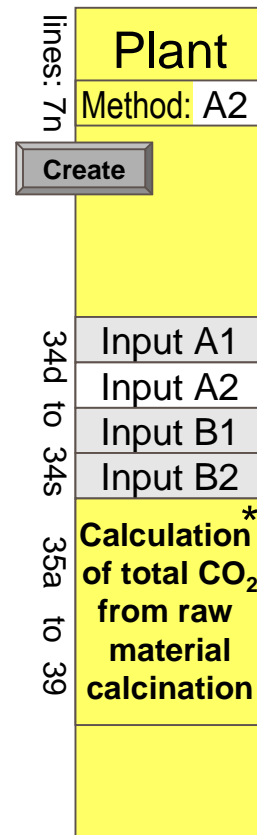 Plant
lines: 7n
Method: A2
Create
34d to 34s
Input A1
Input A2
Input B1
Input B2
35a to 39
Calculation*
of total CO₂
from raw
material
calcination